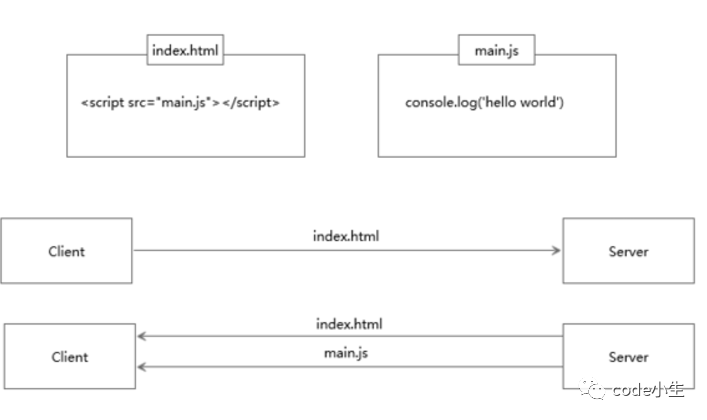 index.html
main.js
<script src="main.js"></script>
console.log('hello world')
index.html
Client
Server
index.html
Client
Server
main.js
code小生